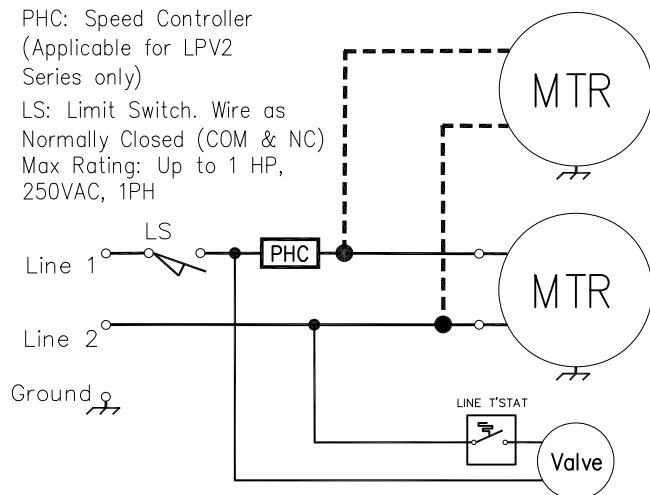 PHC: Speed Controller
(Applicable for LPV2
Series only)
LS: Limit Switch. Wire as
Normally Closed (COM & NC)
Max Rating: Up to 1 HP,
250VAC, 1PH
MTR
LS
Line 1
PHC
MTR
Line 2
Ground
LINE T'STAT
Valve